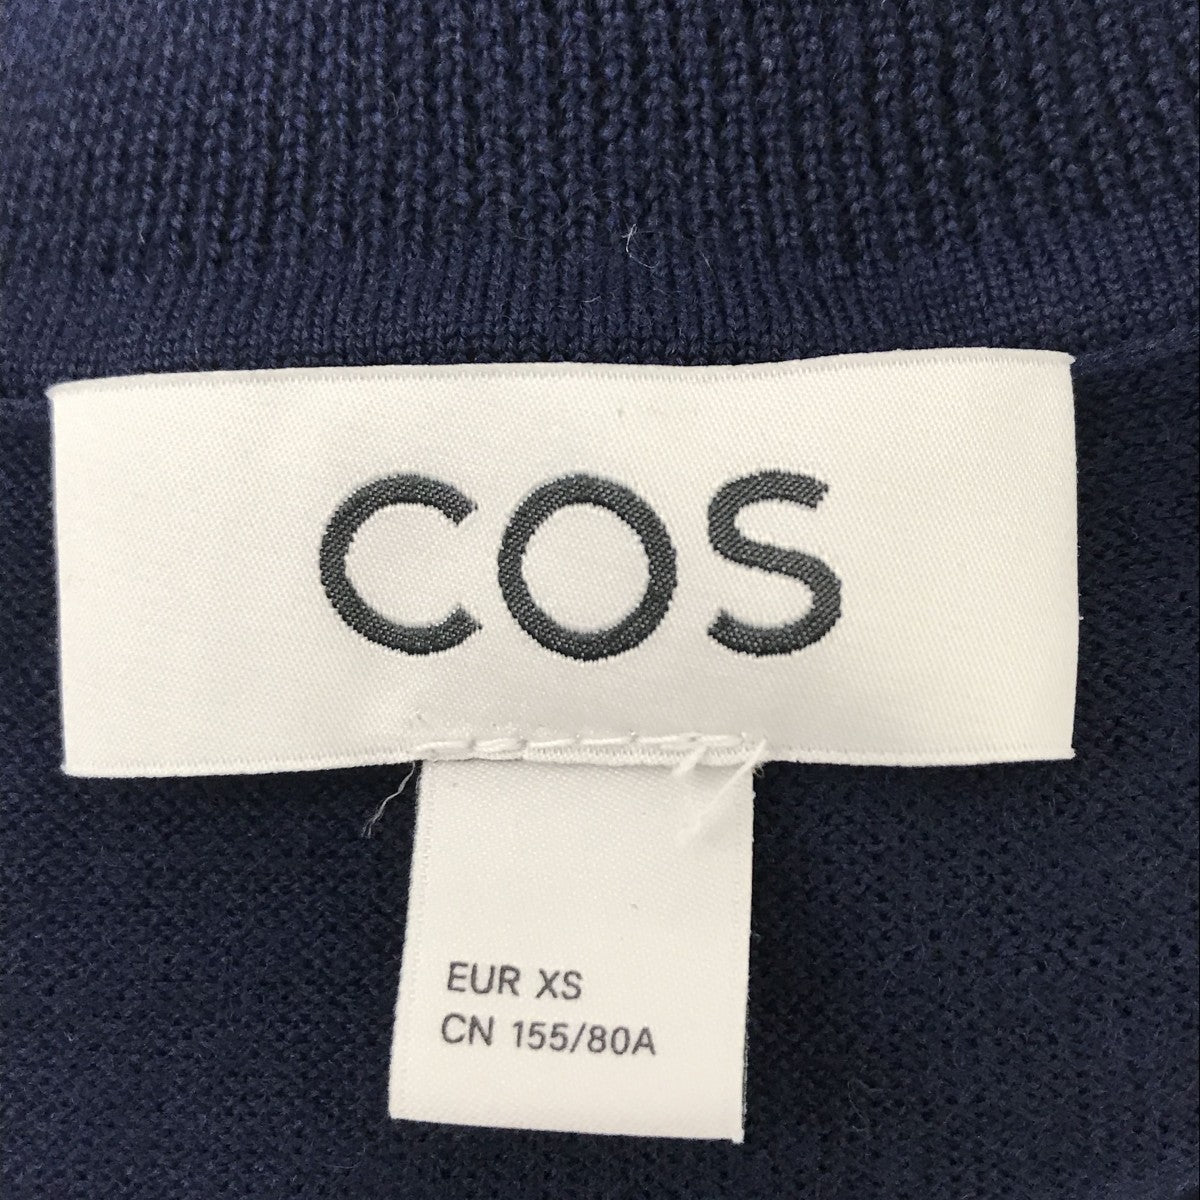 COS
EUR XS
CN 155/80A